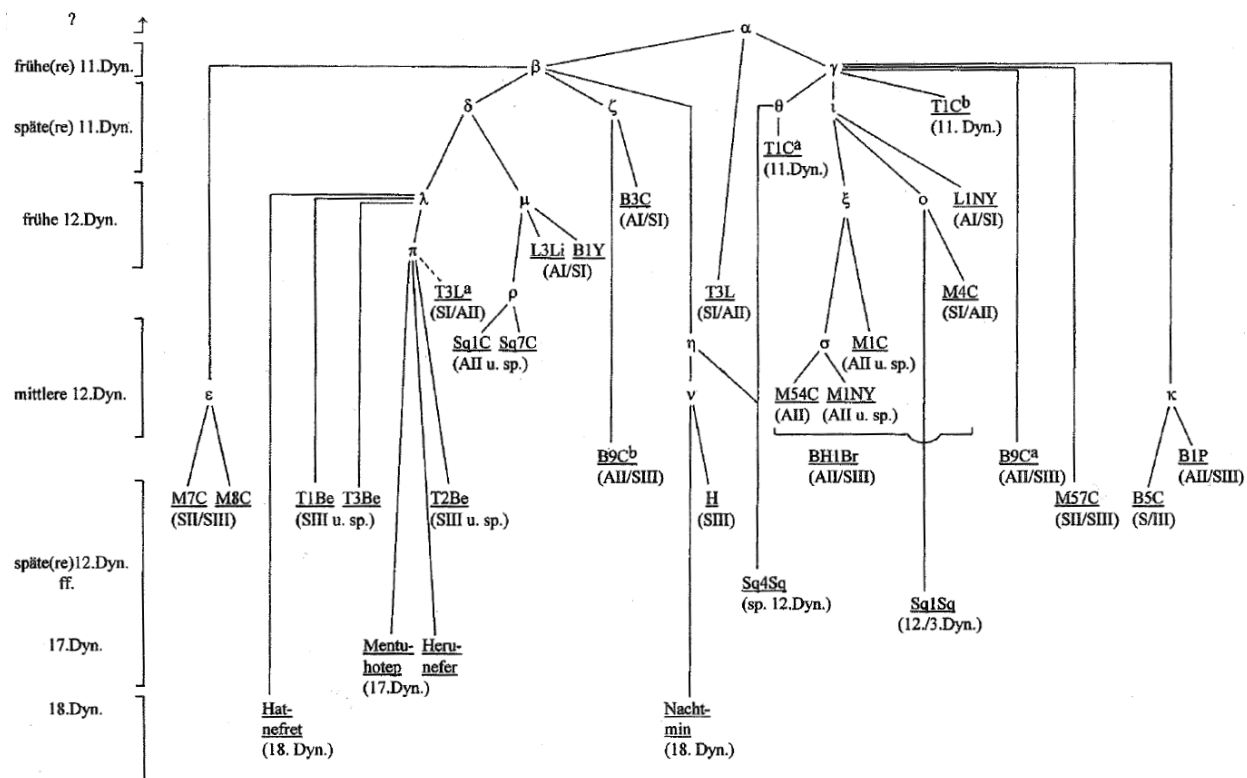 ?
α
frühe(re) 11.Dyn.
β
γ
späte(re) 11.Dyn.
δ
ζ
θ
ι
T1Cᵇ
(11. Dyn.)
T1Cᵃ
(11.Dyn.)
frühe 12.Dyn.
λ
μ
B3C
(AI/SI)
ξ
ο
L1NY
(AI/SI)
π
L3Li B1Y
(AI/SI)
T3Lᵃ
(SI/AII)
ρ
T3L
(SI/AII)
M4C
(SI/AII)
Sq1C Sq7C
(AII u. sp.)
η
σ
M1C
(AII u. sp.)
mittlere 12.Dyn.
ε
ν
M54C
(AII)
M1NY
(AII u. sp.)
κ
B9Cᵇ
(AII/SIII)
BH1Br
(AII/SIII)
B9Cᵃ
(AII/SIII)
B1P
(AII/SIII)
M7C M8C
(SII/SIII)
T1Be T3Be
(SIII u. sp.)
T2Be
(SIII u. sp.)
H
(SIII)
M57C
(SII/SIII)
B5C
(S/III)
späte(re)12.Dyn.
ff.
Sq4Sq
(sp. 12.Dyn.)
Sq1Sq
(12./3.Dyn.)
17.Dyn.
Mentu-
hotep
(17.Dyn.)
Heru-
nefer
18.Dyn.
Hat-
nefret
(18. Dyn.)
Nacht-
min
(18. Dyn.)